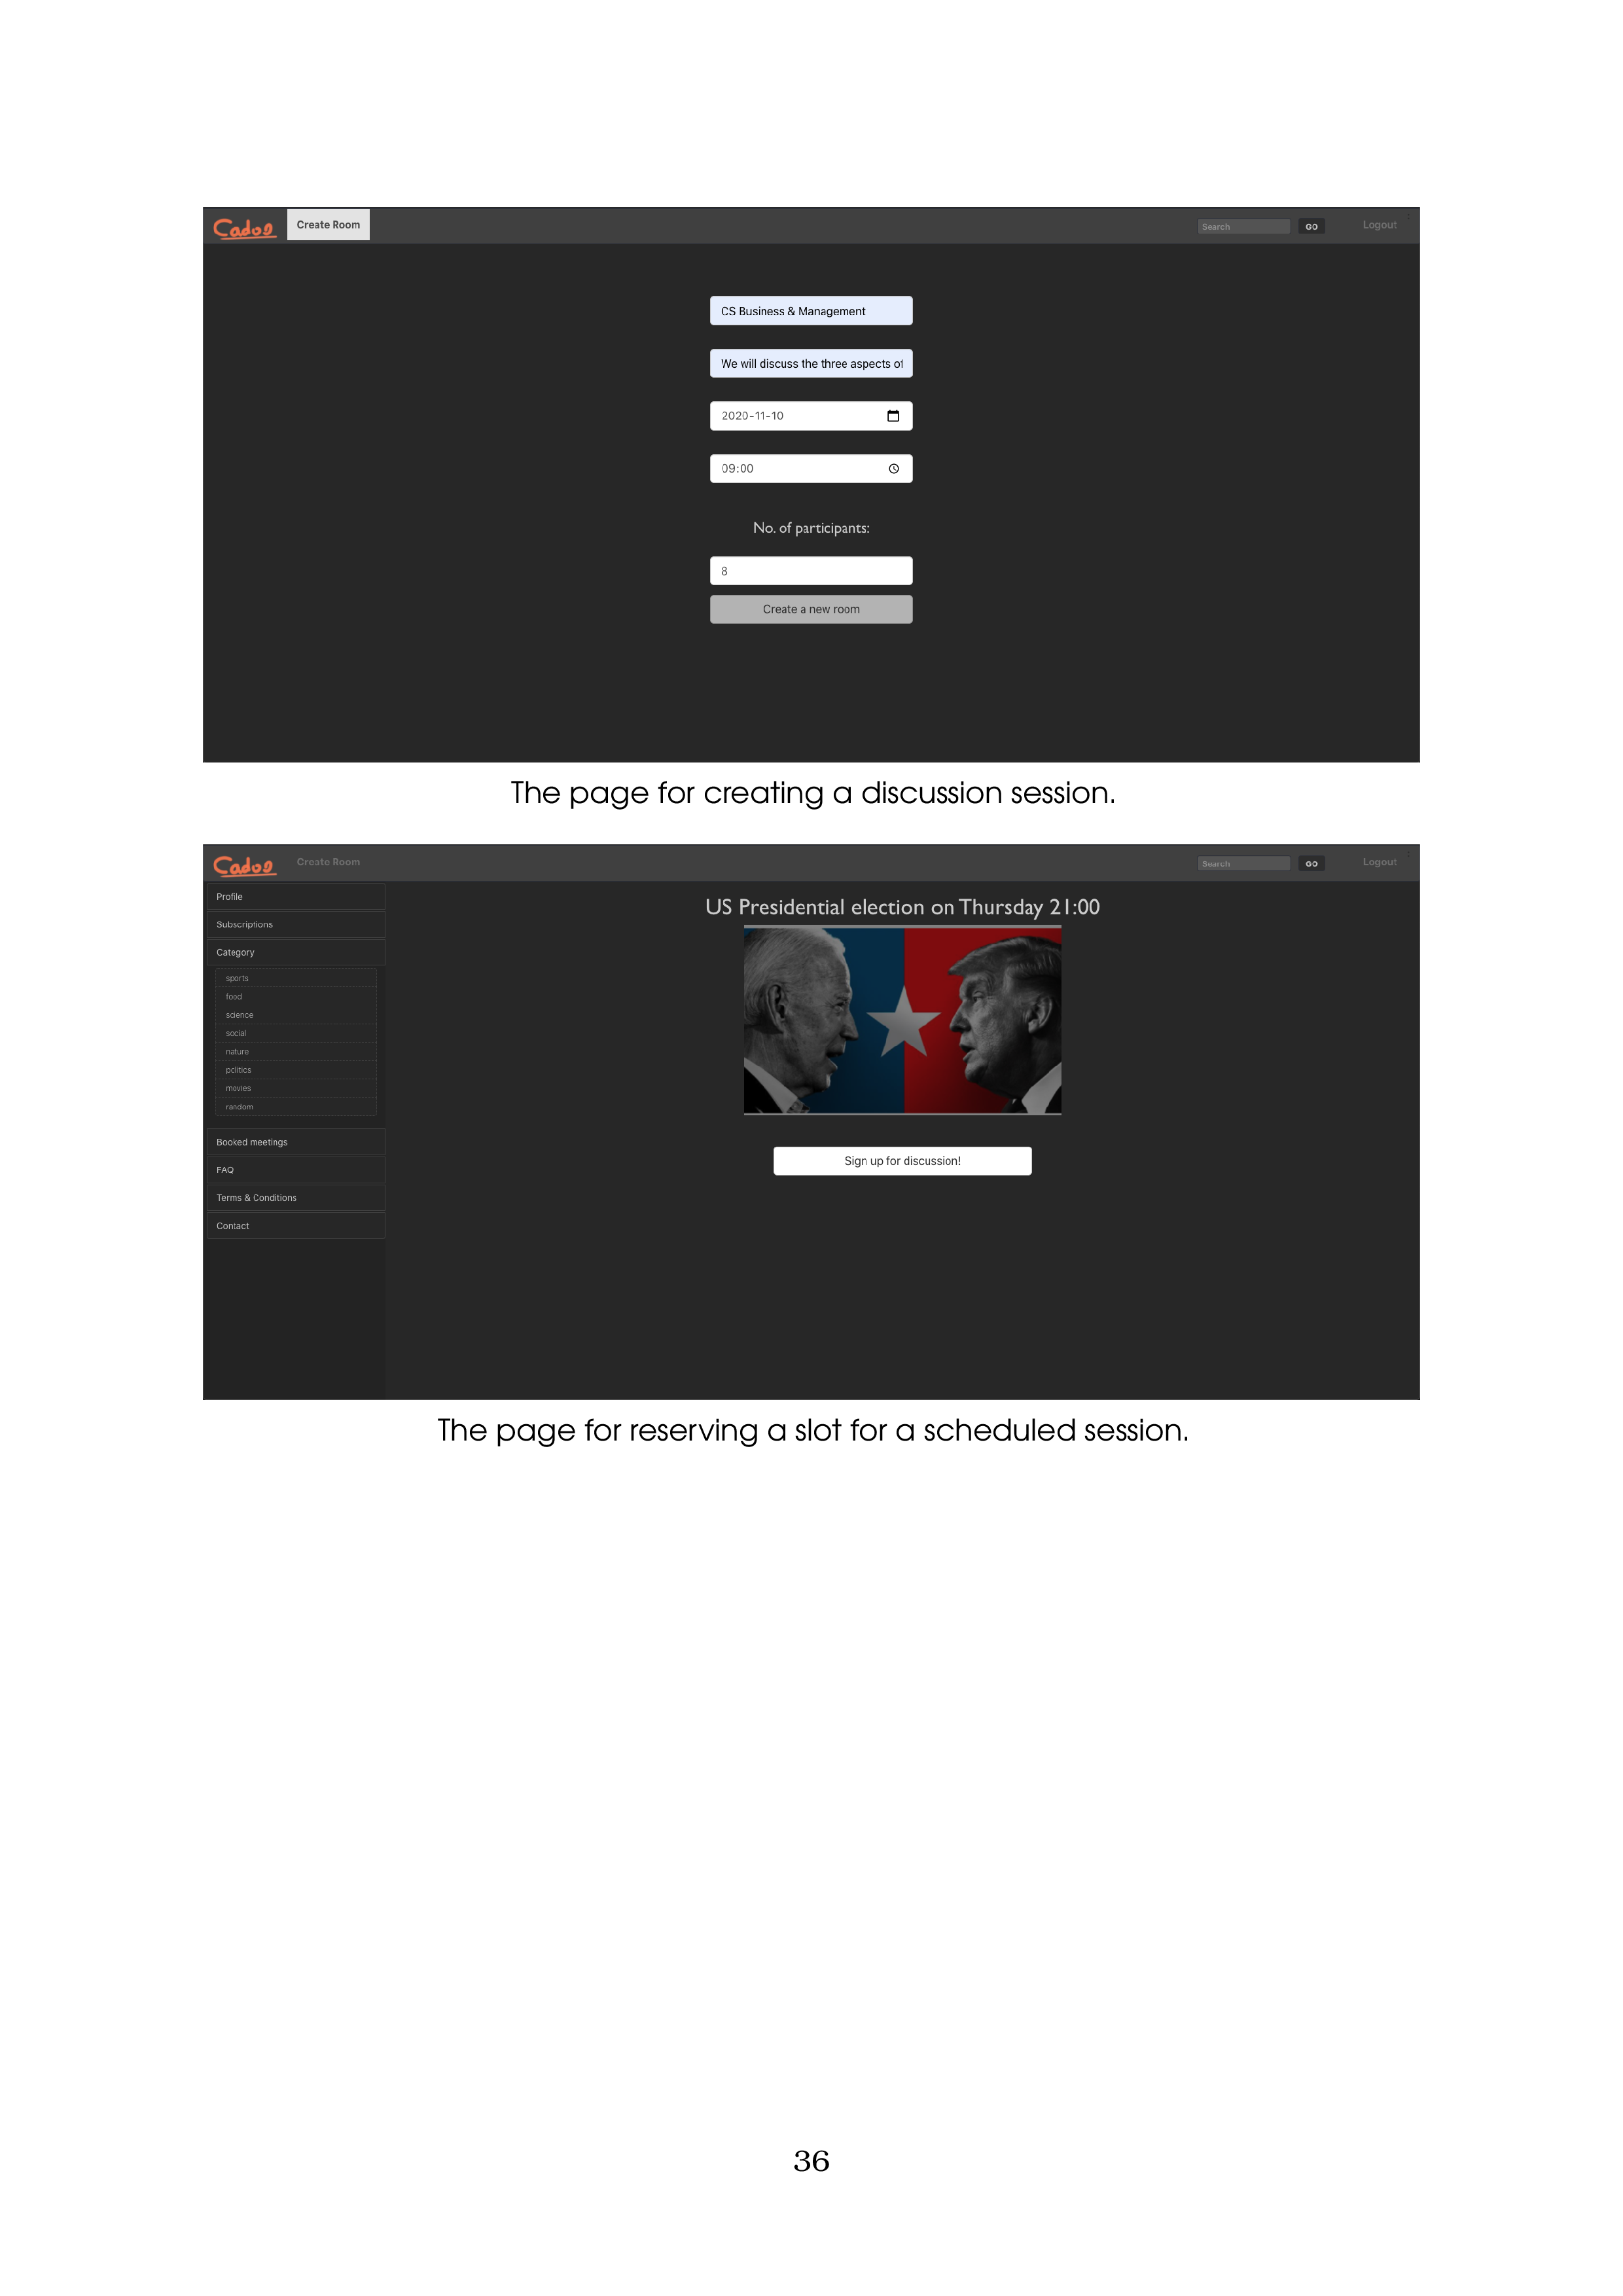 Cadoo
Create Room
Search
GO
Logout
CS Business & Management
We will discuss the three aspects of
2020-11-10
09:00
No. of participants:
8
Create a new room
The page for creating a discussion session.
Cadoo
Create Room
Search
GO
Logout
Profile
Subscriptions
Category
sports
food
science
social
nature
politics
movies
random
Booked meetings
FAQ
Terms & Conditions
Contact
US Presidential election on Thursday 21:00
Sign up for discussion!
The page for reserving a slot for a scheduled session.
36